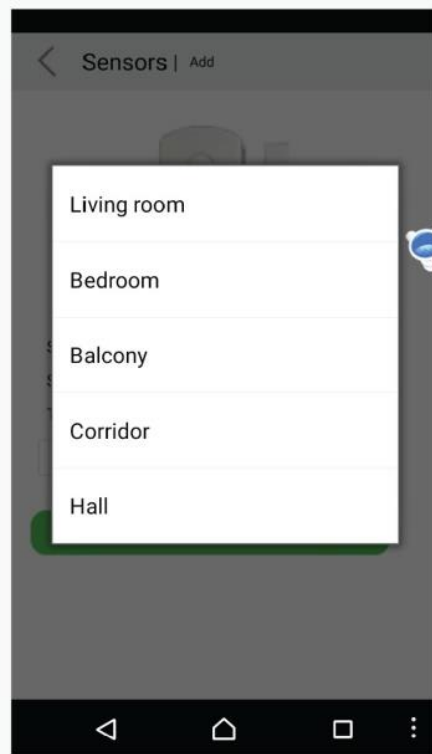 Sensors | Add
Living room
Bedroom
Balcony
Corridor
Hall